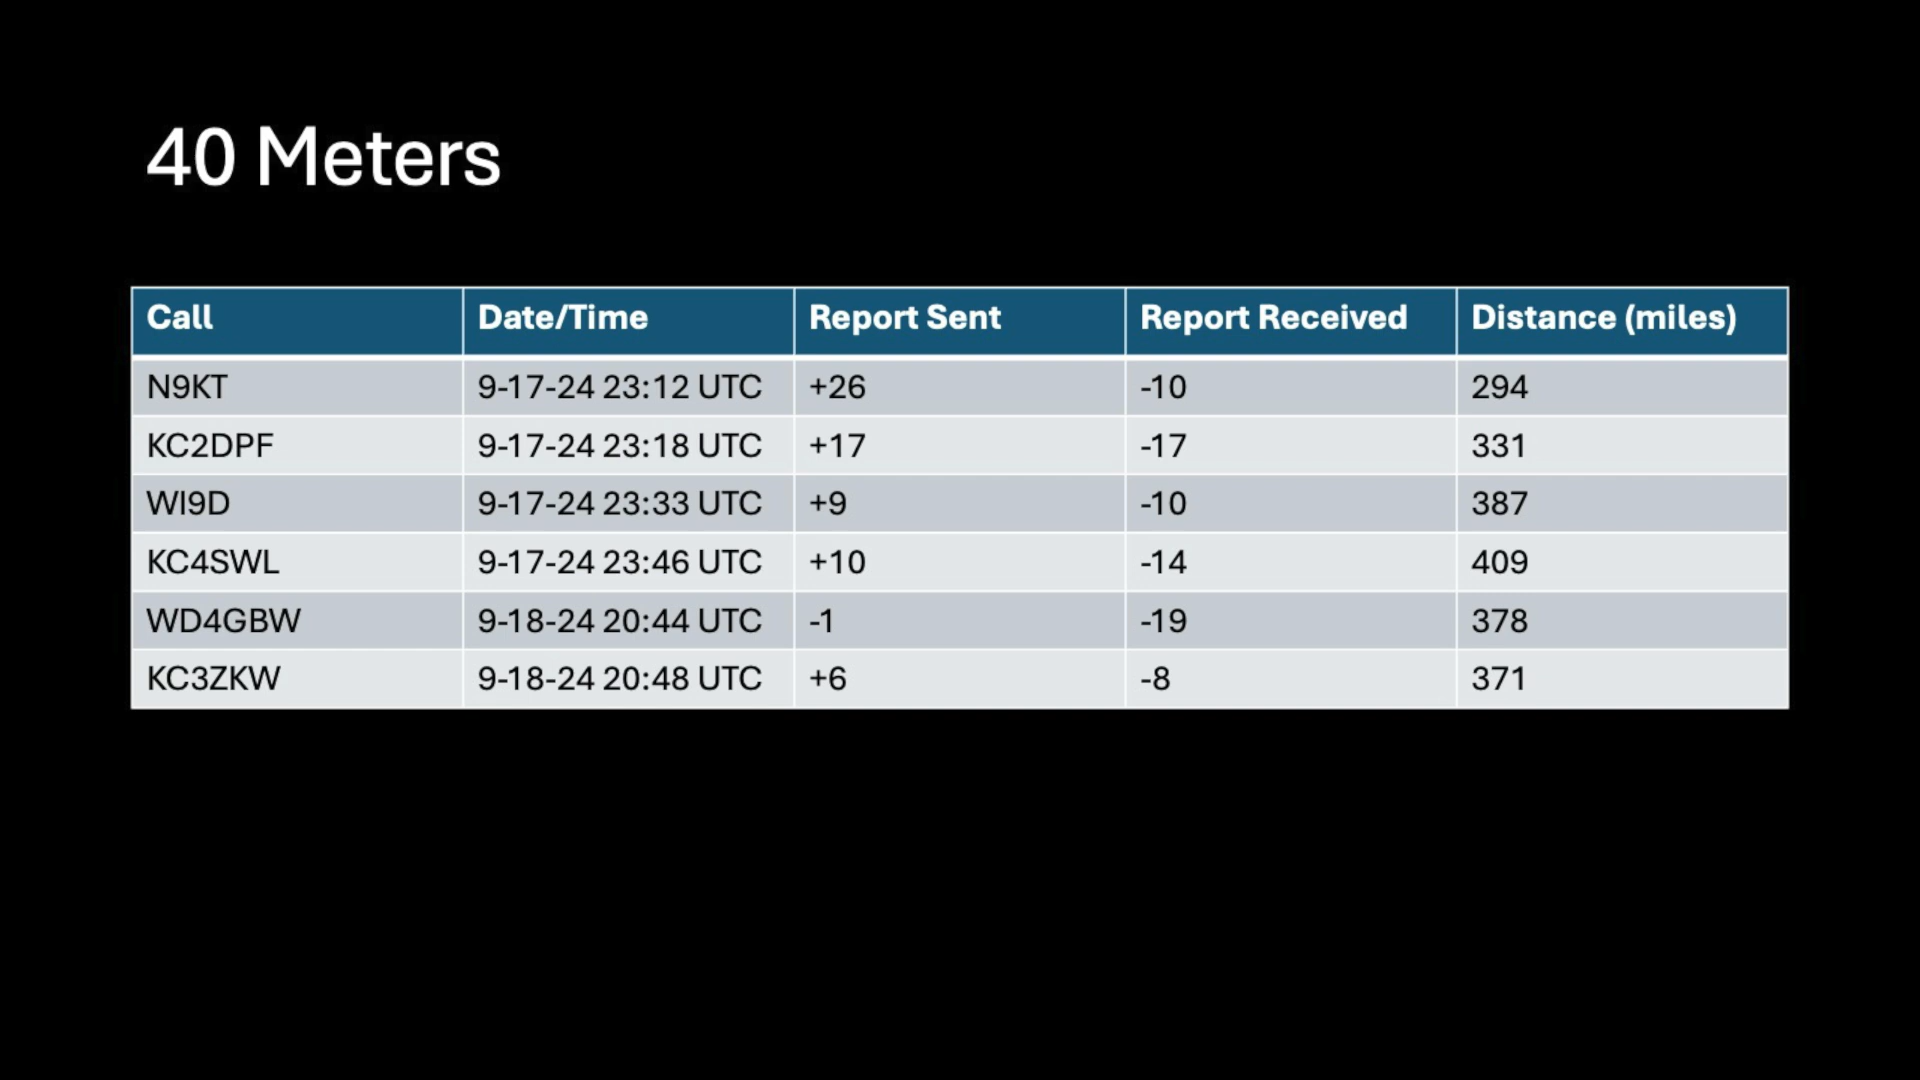 40 Meters
Call Date/Time Report Sent Report Received Distance (miles)
N9KT 9-17-24 23:12 UTC +26 -10 294
KC2DPF 9-17-24 23:18 UTC +17 -17 331
WI9D 9-17-24 23:33 UTC +9 -10 387
KC4SWL 9-17-24 23:46 UTC +10 -14 409
WD4GBW 9-18-24 20:44 UTC -1 -19 378
KC3ZKW 9-18-24 20:48 UTC +6 -8 371